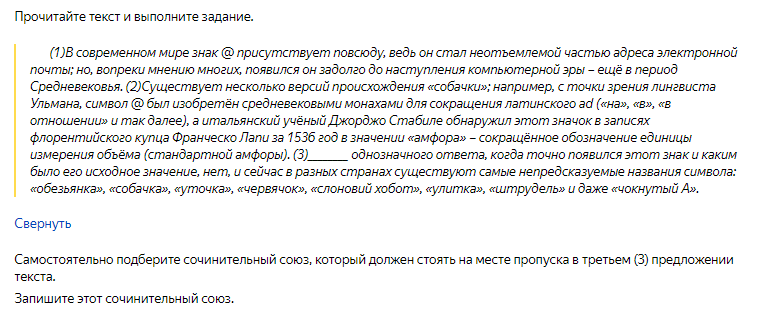 Прочитайте текст и выполните задание.
(1)В современном мире знак @ присутствует повсюду, ведь он стал неотъемлемой частью адреса электронной
почты; но, вопреки мнению многих, появился он задолго до наступления компьютерной эры – ещё в период
Средневековья. (2)Существует несколько версий происхождения «собачки»; например, с точки зрения лингвиста
Ульмана, символ @ был изобретён средневековыми монахами для сокращения латинского ad («на», «в», «в
отношении» и так далее), а итальянский учёный Джорджо Стабиле обнаружил этот значок в записях
флорентийского купца Франческо Лапи за 1536 год в значении «амфора» – сокращённое обозначение единицы
измерения объёма (стандартной амфоры). (3)______ однозначного ответа, когда точно появился этот знак и каким
было его исходное значение, нет, и сейчас в разных странах существуют самые непредсказуемые названия символа:
«обезьянка», «собачка», «уточка», «червячок», «слоновий хобот», «улитка», «штрудель» и даже «чокнутый А».
Свернуть
Самостоятельно подберите сочинительный союз, который должен стоять на месте пропуска в третьем (3) предложении
текста.
Запишите этот сочинительный союз.